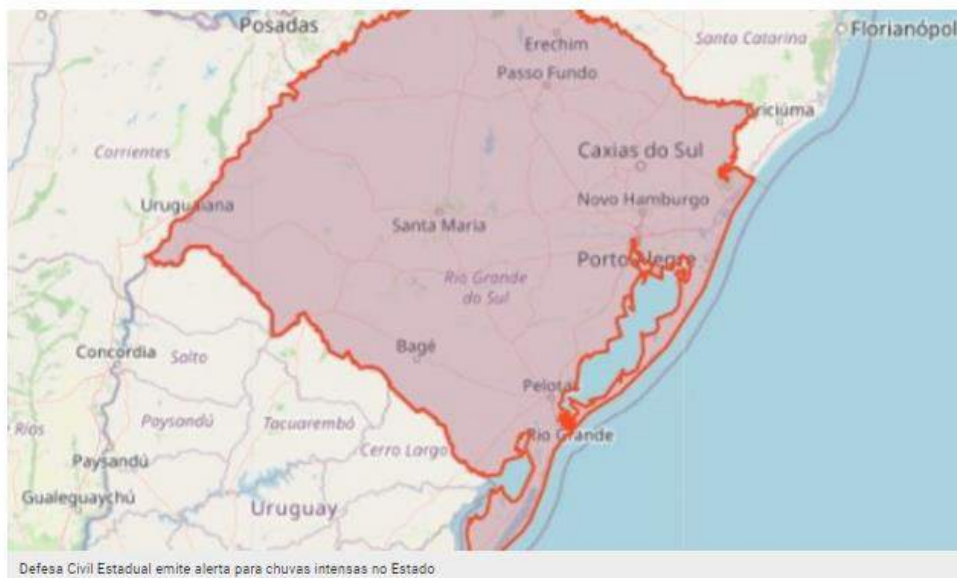 Posadas
Erechim
Santa Catarina
Florianópol
Passo Fundo
Criciúma
Corrientes
Caxias do Sul
Uruguaiana
Novo Hamburgo
Santa Maria
Porto Alegre
Rio Grande
do Sul
Concordia
Salto
Bagé
Pelotas
Paysandú
Tacuarembó
Rio Grande
e Ríos
Cerro Largo
Paysandú
Gualeguaychú
Uruguay
Defesa Civil Estadual emite alerta para chuvas intensas no Estado